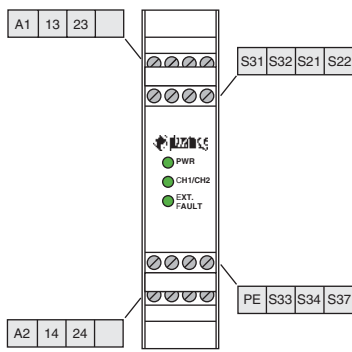 A1 13 23
S31 S32 S21 S22
PWR
CH1/CH2
EXT.
FAULT
PE S33 S34 S37
A2 14 24